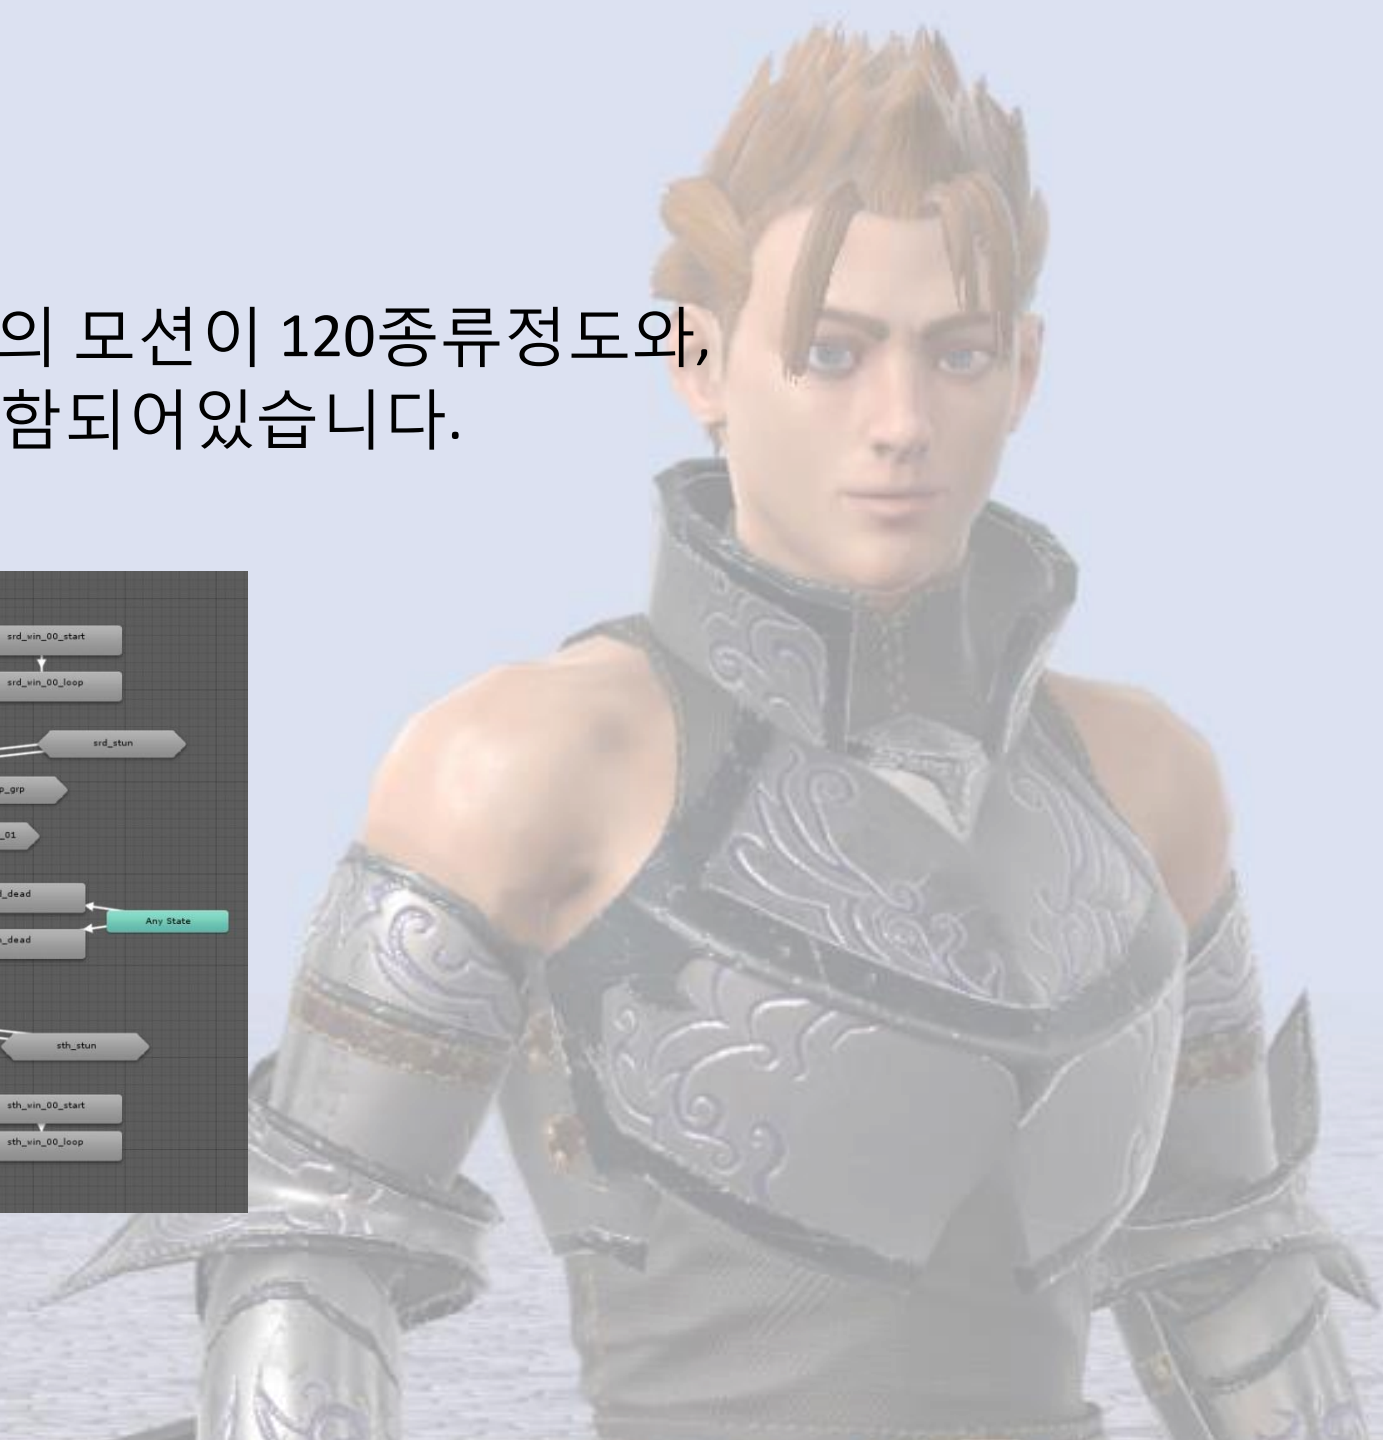 의 모션이 120종류정도와,
함되어있습니다.
srd_win_00_start
srd_win_00_loop
srd_stun
p_grp
_01
_dead
Any State
_dead
sth_stun
sth_win_00_start
sth_win_00_loop